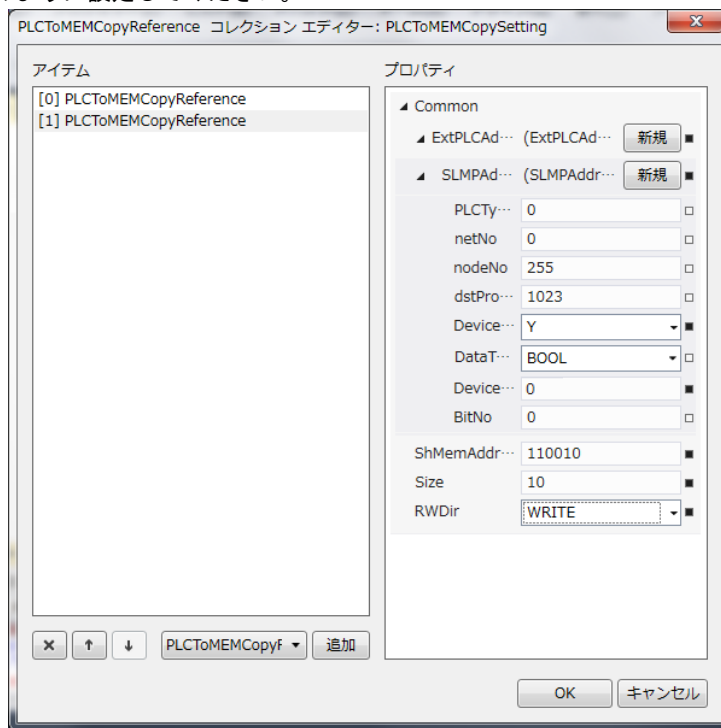 PLCToMEMCopyReference コレクション エディター: PLCToMEMCopySetting
アイテム
[0] PLCToMEMCopyReference
[1] PLCToMEMCopyReference
PLCToMEMCopyF
追加
プロパティ
Common
ExtPLCAd… (ExtPLCAd… 新規
SLMPAd… (SLMPAddr… 新規
PLCTy… 0
netNo 0
nodeNo 255
dstPro… 1023
Device… Y
DataT… BOOL
Device… 0
BitNo 0
ShMemAddr… 110010
Size 10
RWDir WRITE
OK キャンセル